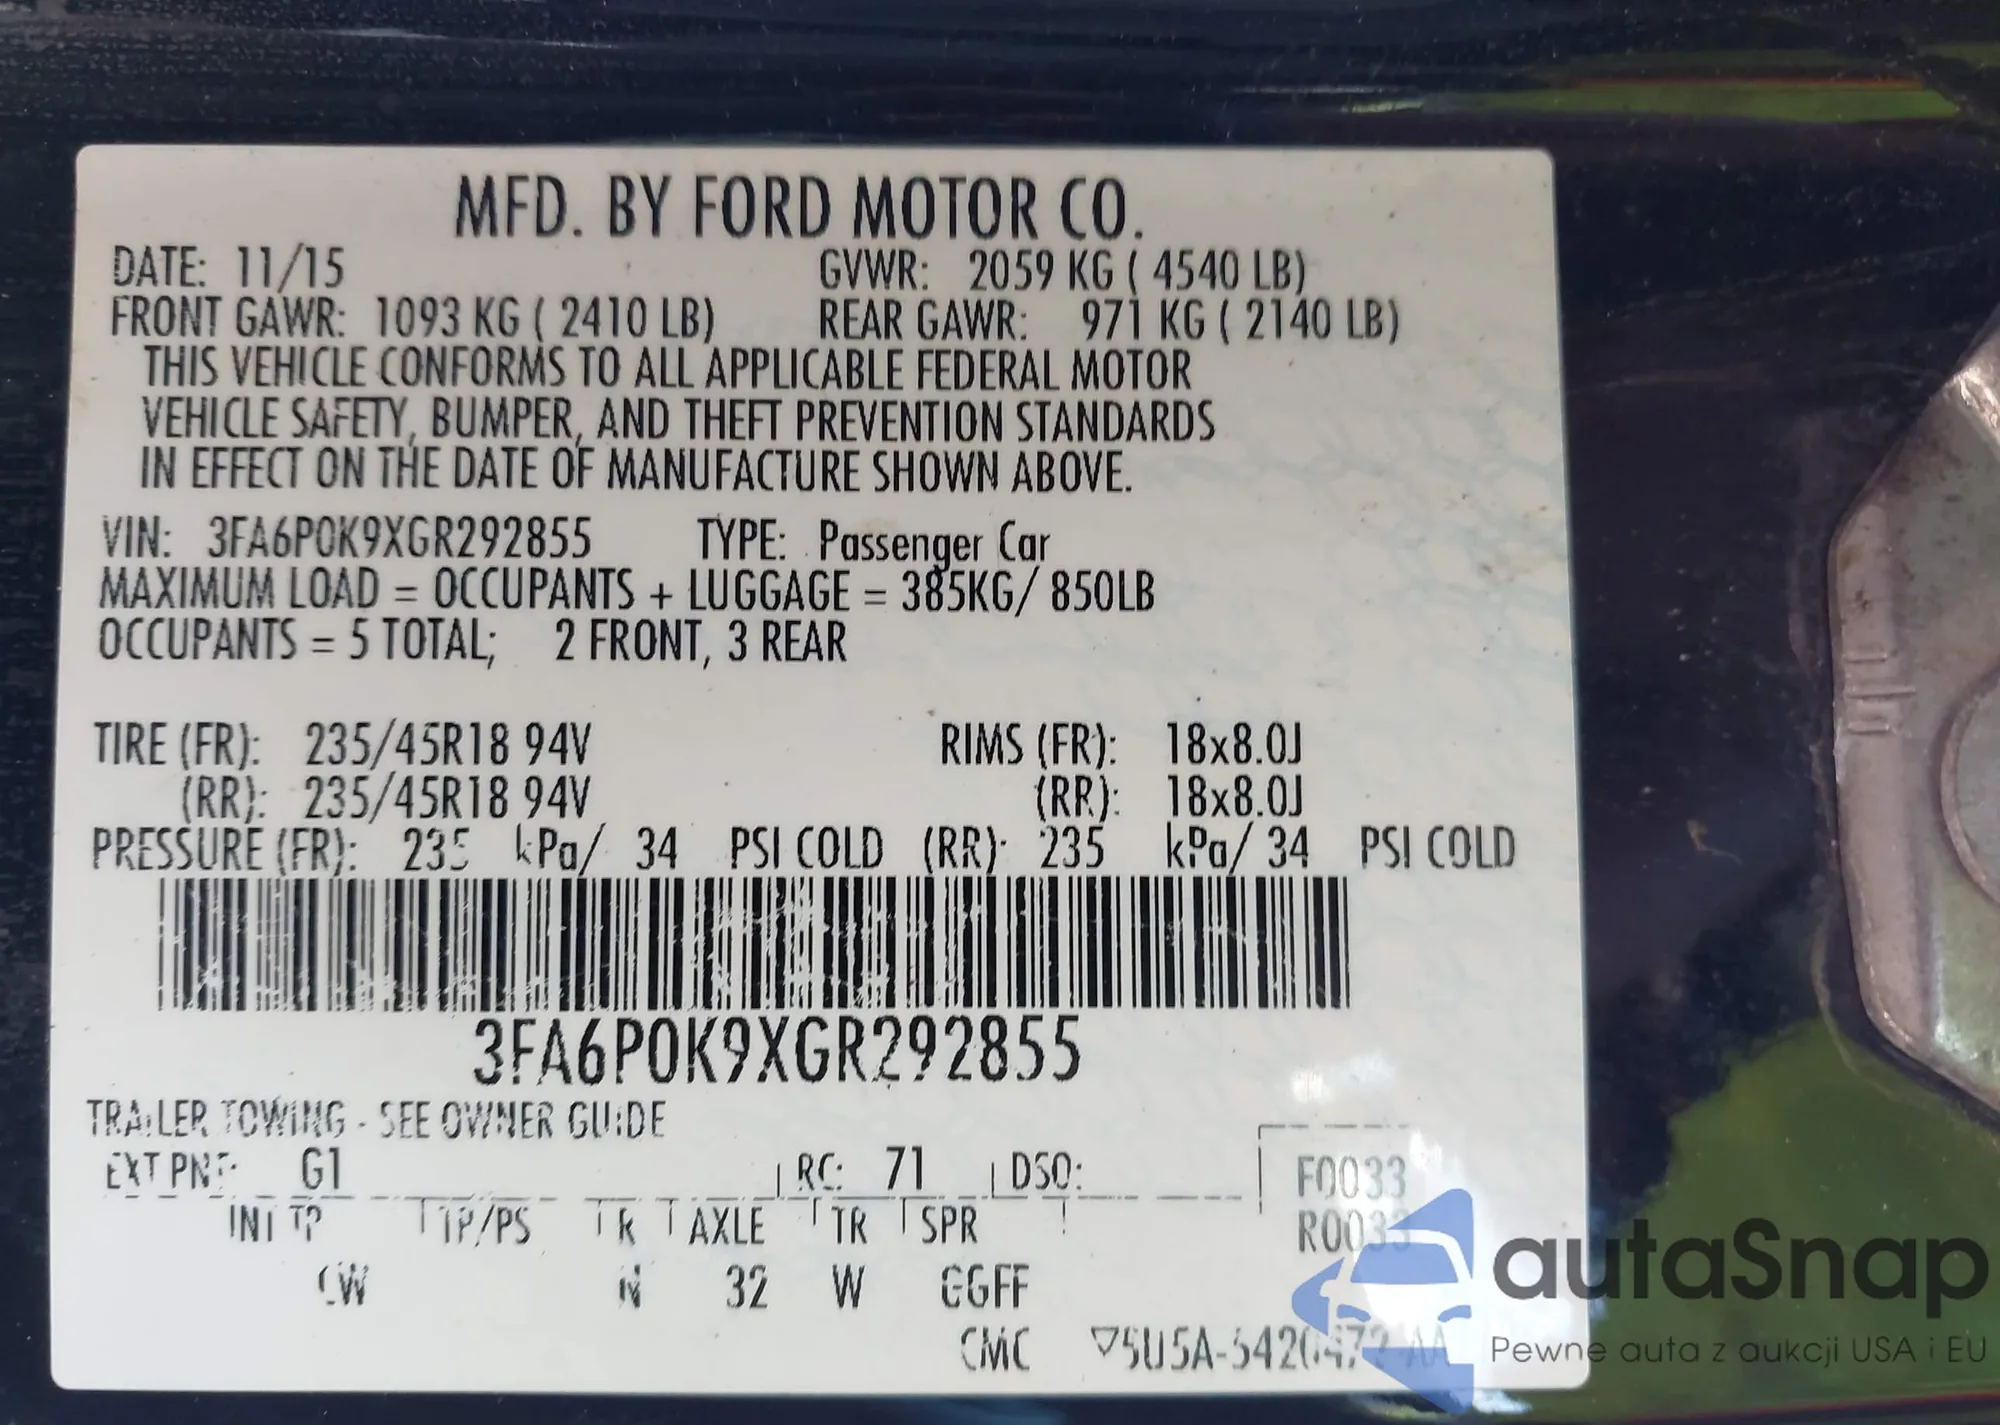 MFD. BY FORD MOTOR CO.
DATE: 11/15 GVWR: 2059 KG ( 4540 LB)
FRONT GAWR: 1093 KG ( 2410 LB) REAR GAWR: 971 KG ( 2140 LB)
THIS VEHICLE CONFORMS TO ALL APPLICABLE FEDERAL MOTOR
VEHICLE SAFETY, BUMPER, AND THEFT PREVENTION STANDARDS
IN EFFECT ON THE DATE OF MANUFACTURE SHOWN ABOVE.
VIN: 3FA6P0K9XGR292855 TYPE: Passenger Car
MAXIMUM LOAD = OCCUPANTS + LUGGAGE = 385KG/ 850LB
OCCUPANTS = 5 TOTAL; 2 FRONT, 3 REAR
TIRE (FR): 235/45R18 94V RIMS (FR): 18x8.0J
(RR): 235/45R18 94V (RR): 18x8.0J
PRESSURE (FR): 235 kPa/ 34 PSI COLD (RR): 235 kPa/ 34 PSI COLD
3FA6P0K9XGR292855
TRAILER TOWING - SEE OWNER GUIDE
EXT PNT: G1 RC: 71 DSO: F0033
R0033
INT TR TP/PS R AXLE TR SPR
CW N 32 W GGFF
CMC
autaSnap
Pewne auta z aukcji USA i EU